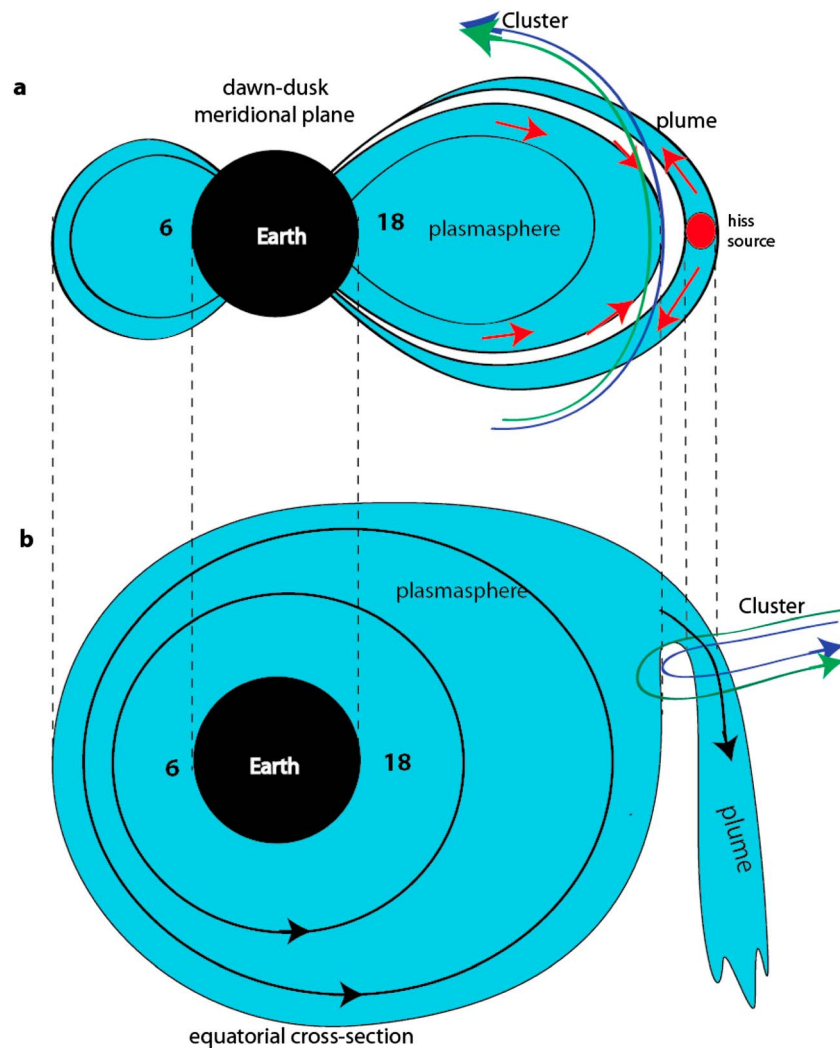 Cluster
a
dawn-dusk
meridional plane
plume
6
18
Earth
plasmasphere
hiss
source
b
plasmasphere
Cluster
6
Earth
18
plume
equatorial cross-section